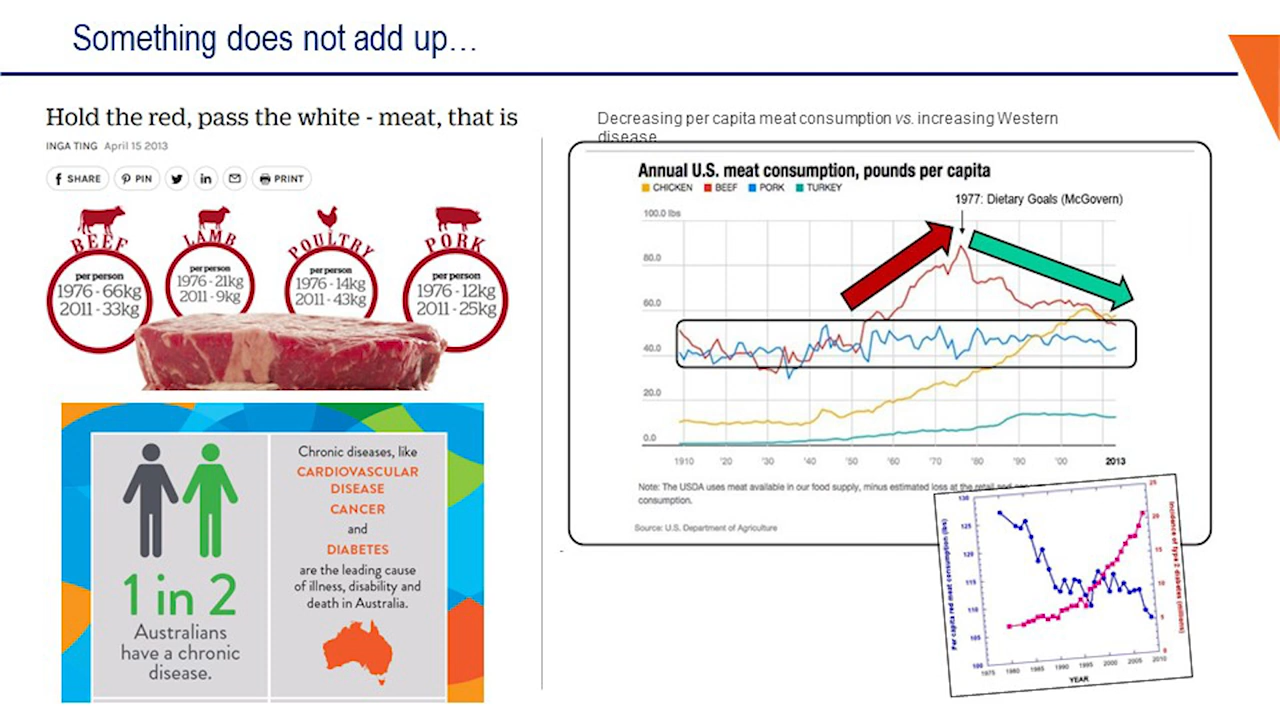 Something does not add up...
Hold the red, pass the white - meat, that is
INGA TING April 15 2013
SHARE
PIN
PRINT
BEEF
per person
1976 - 66kg
2011 - 33kg
LAMB
per person
1976 - 21kg
2011 - 9kg
POULTRY
per person
1976 - 14kg
2011 - 43kg
PORK
per person
1976 - 12kg
2011 - 25kg
1 in 2
Australians
have a chronic
disease.
Chronic diseases, like
CARDIOVASCULAR
DISEASE
CANCER
and
DIABETES
are the leading cause
of illness, disability and
death in Australia.
Decreasing per capita meat consumption vs. increasing Western
disease
Annual U.S. meat consumption, pounds per capita
CHICKEN BEEF PORK TURKEY
1977: Dietary Goals (McGovern)
100.0 lbs
80.0
60.0
40.0
20.0
0.0
1910 '20 '30 '40 '50 '60 '70 '80 '90 '00 2013
Note: The USDA uses meat available in our food supply, minus estimated loss at the retail and
consumption.
Source: U.S. Department of Agriculture
Per capita red meat consumption (lbs)
130
125
120
115
110
105
100
25
20
15
10
5
0
Incidence of type 2 diabetes (millions)
1975 1980 1985 1990 1995 2000 2005 2010
YEAR